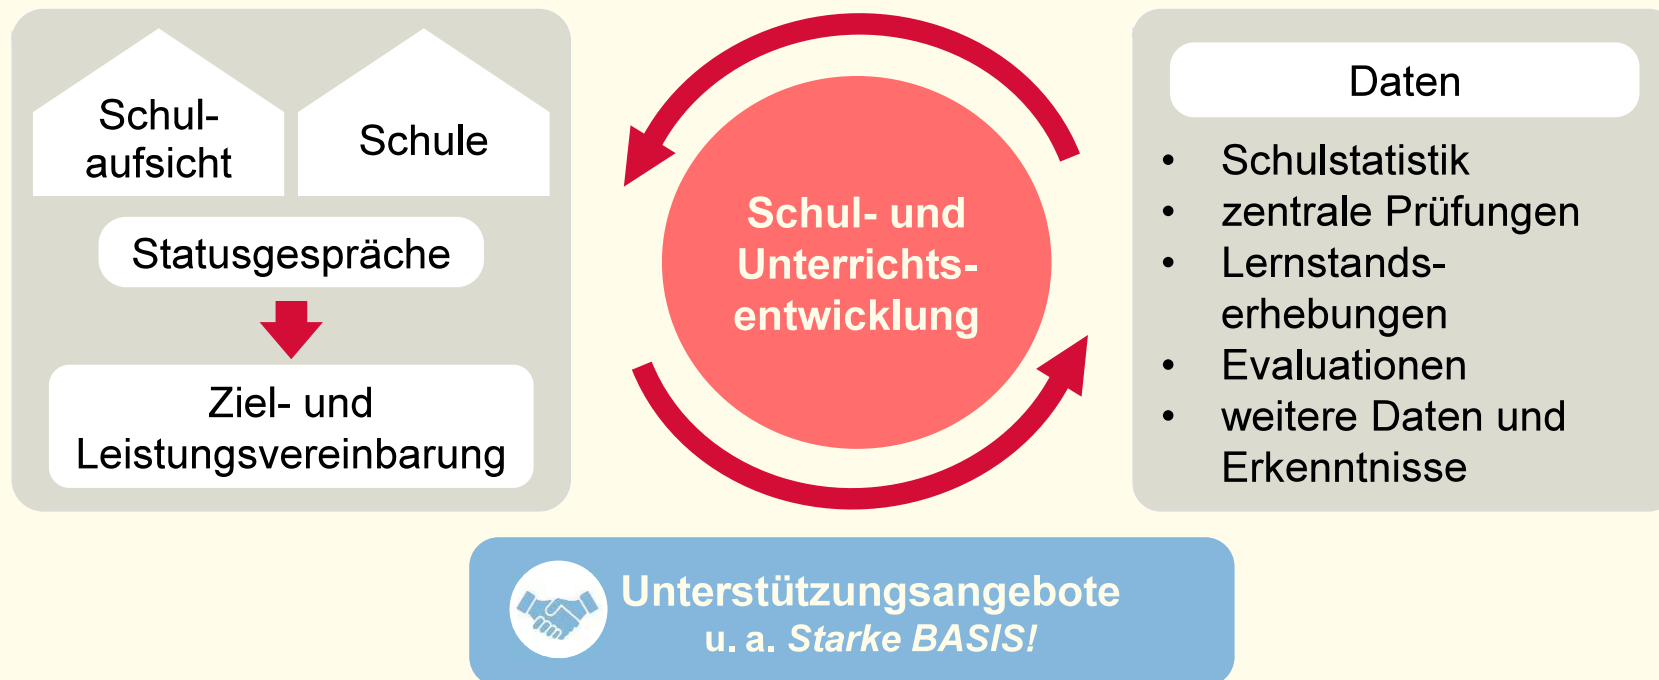 Schul-
aufsicht
Schule
Statusgespräche
Ziel- und
Leistungsvereinbarung
Schul- und
Unterrichts-
entwicklung
Daten
• Schulstatistik
• zentrale Prüfungen
• Lernstands-
erhebungen
• Evaluationen
• weitere Daten und
Erkenntnisse
Unterstützungsangebote
u. a. Starke BASIS!